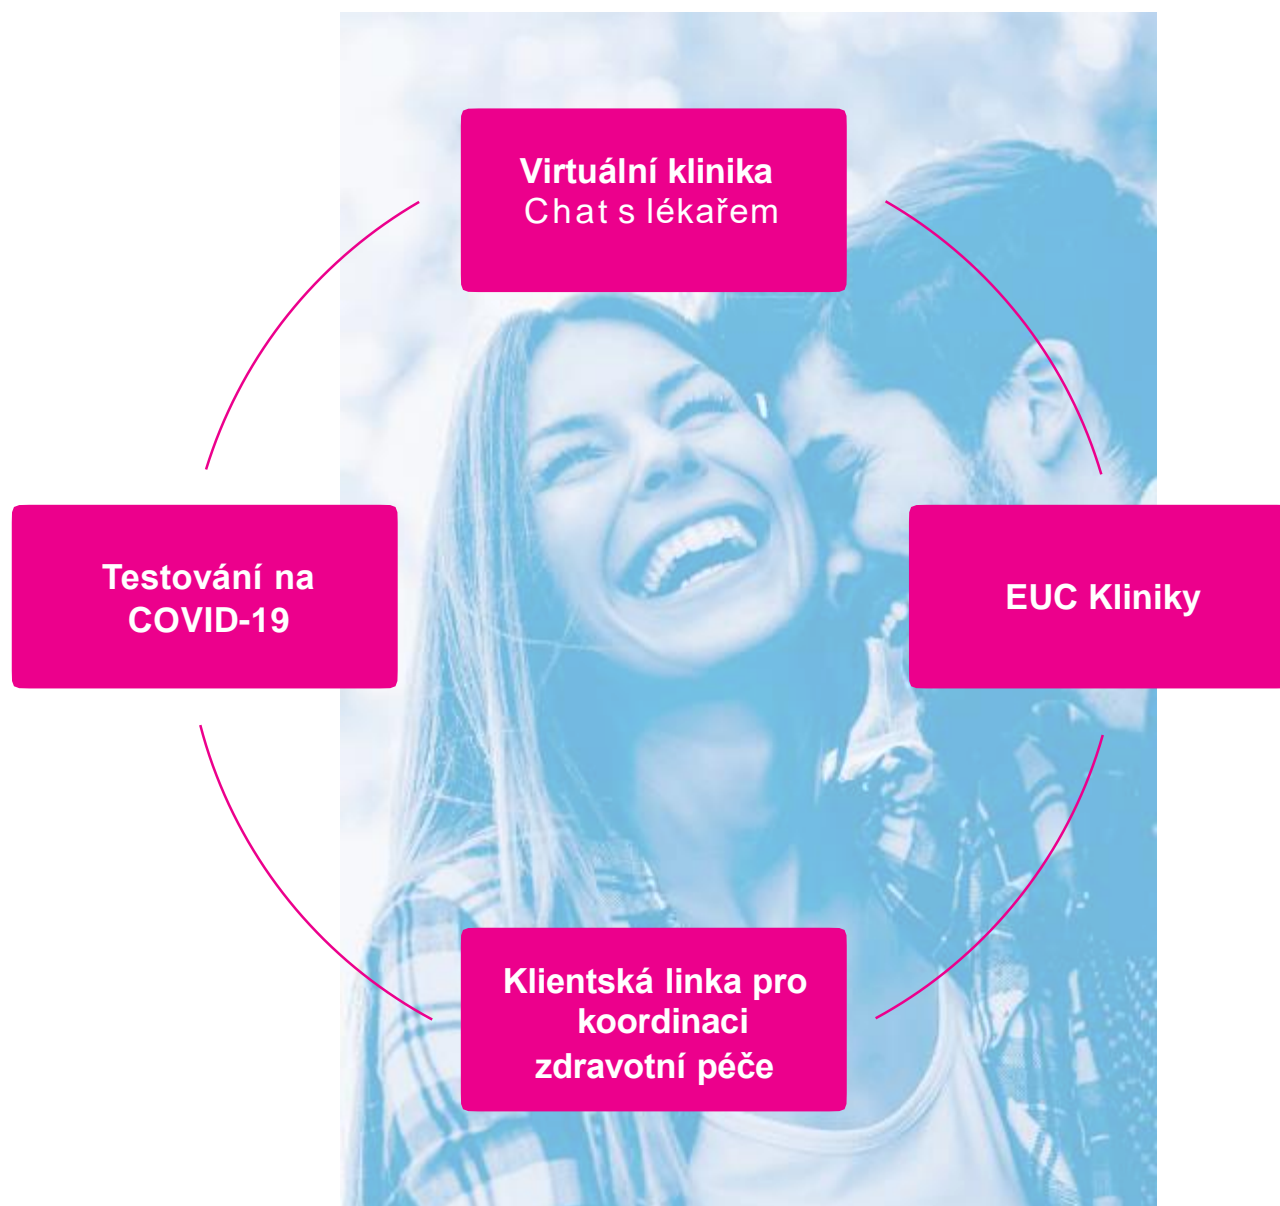 Virtuální klinika
Chat s lékařem
Testování na
COVID-19
EUC Kliniky
Klientská linka pro
koordinaci
zdravotní péče